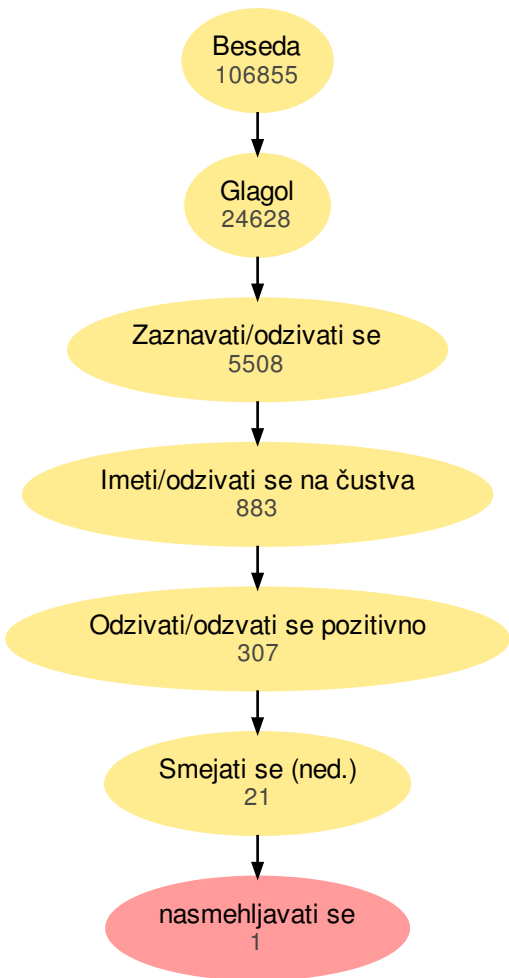 Beseda
106855
Glagol
24628
Zaznavati/odzivati se
5508
Imeti/odzivati se na čustva
883
Odzivati/odzvati se pozitivno
307
Smejati se (ned.)
21
nasmehljavati se
1